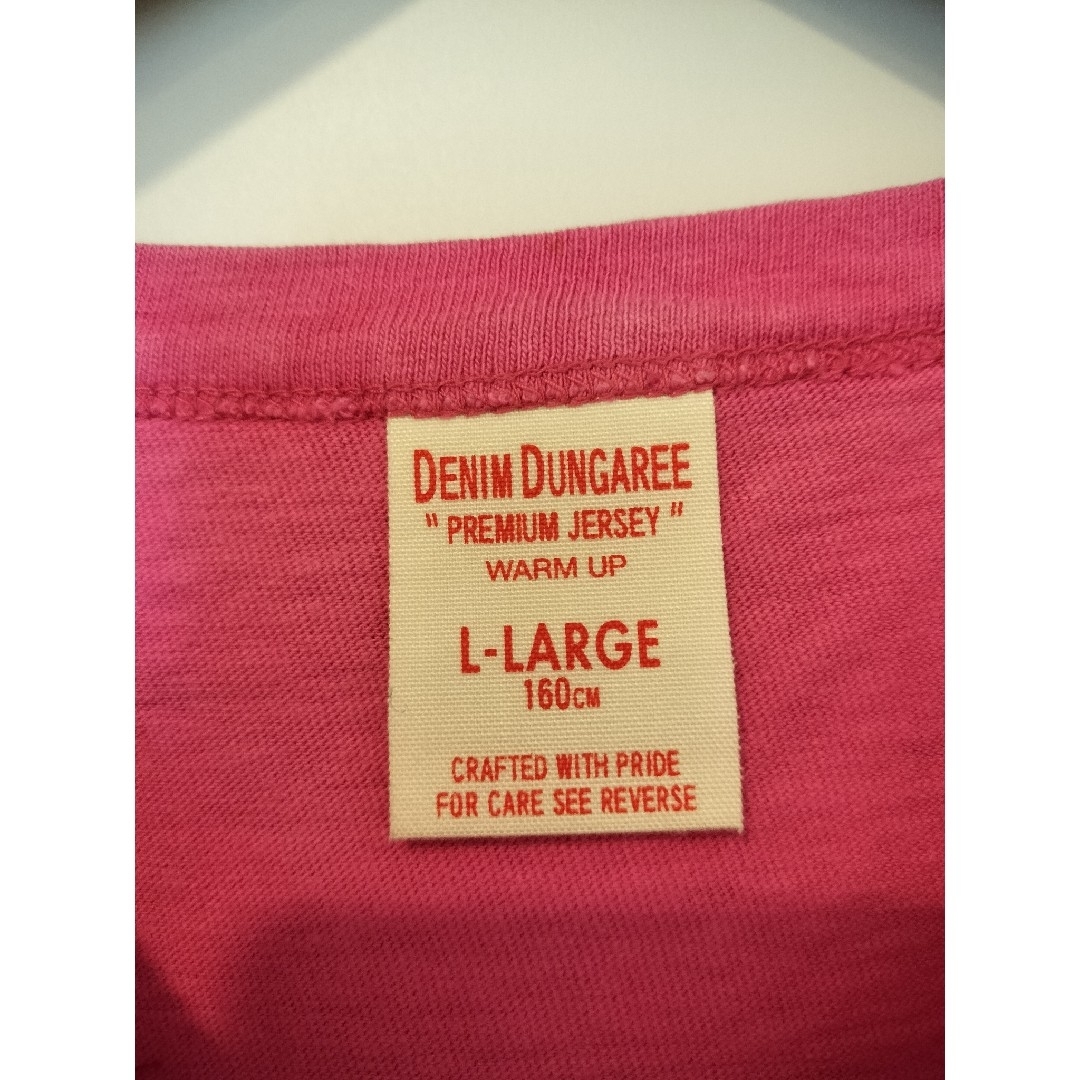 DENIM DUNGAREE
" PREMIUM JERSEY "
WARM UP
L-LARGE
160CM
CRAFTED WITH PRIDE
FOR CARE SEE REVERSE